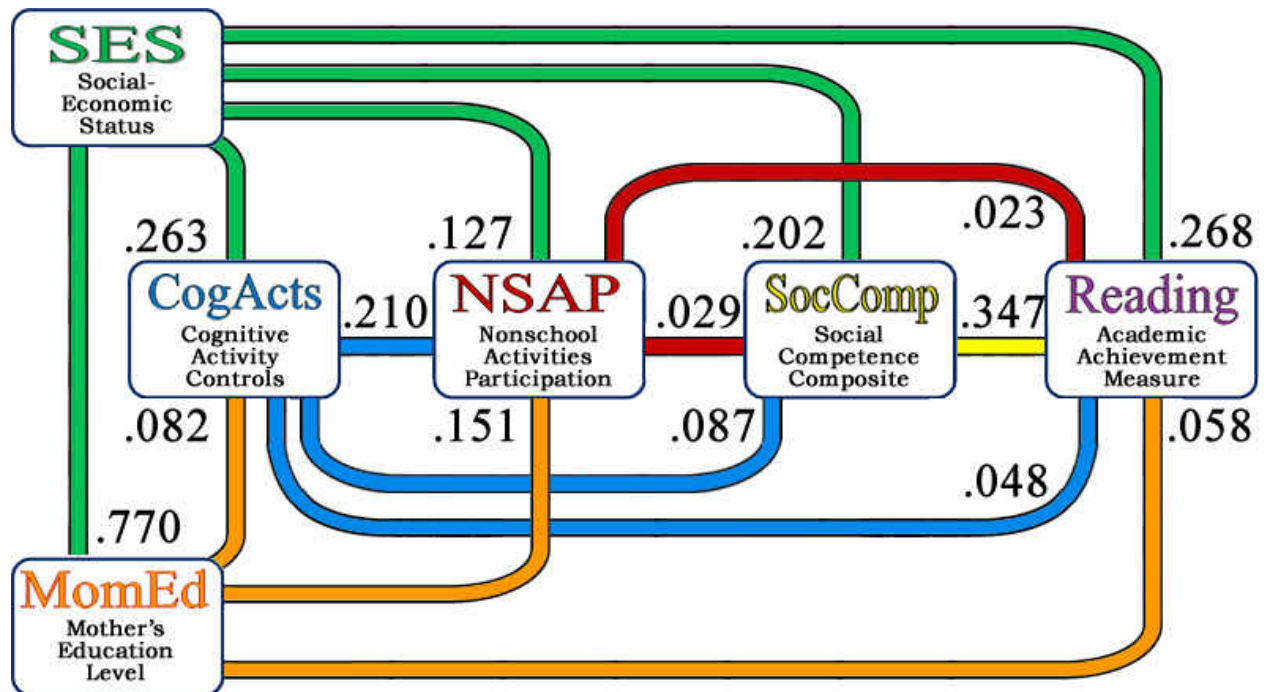 SES
Social-
Economic
Status
.263
.127
.202
.023
.268
CogActs
Cognitive
Activity
Controls
.210
NSAP
Nonschool
Activities
Participation
.029
SocComp
Social
Competence
Composite
.347
Reading
Academic
Achievement
Measure
.082
.151
.087
.048
.058
.770
MomEd
Mother's
Education
Level